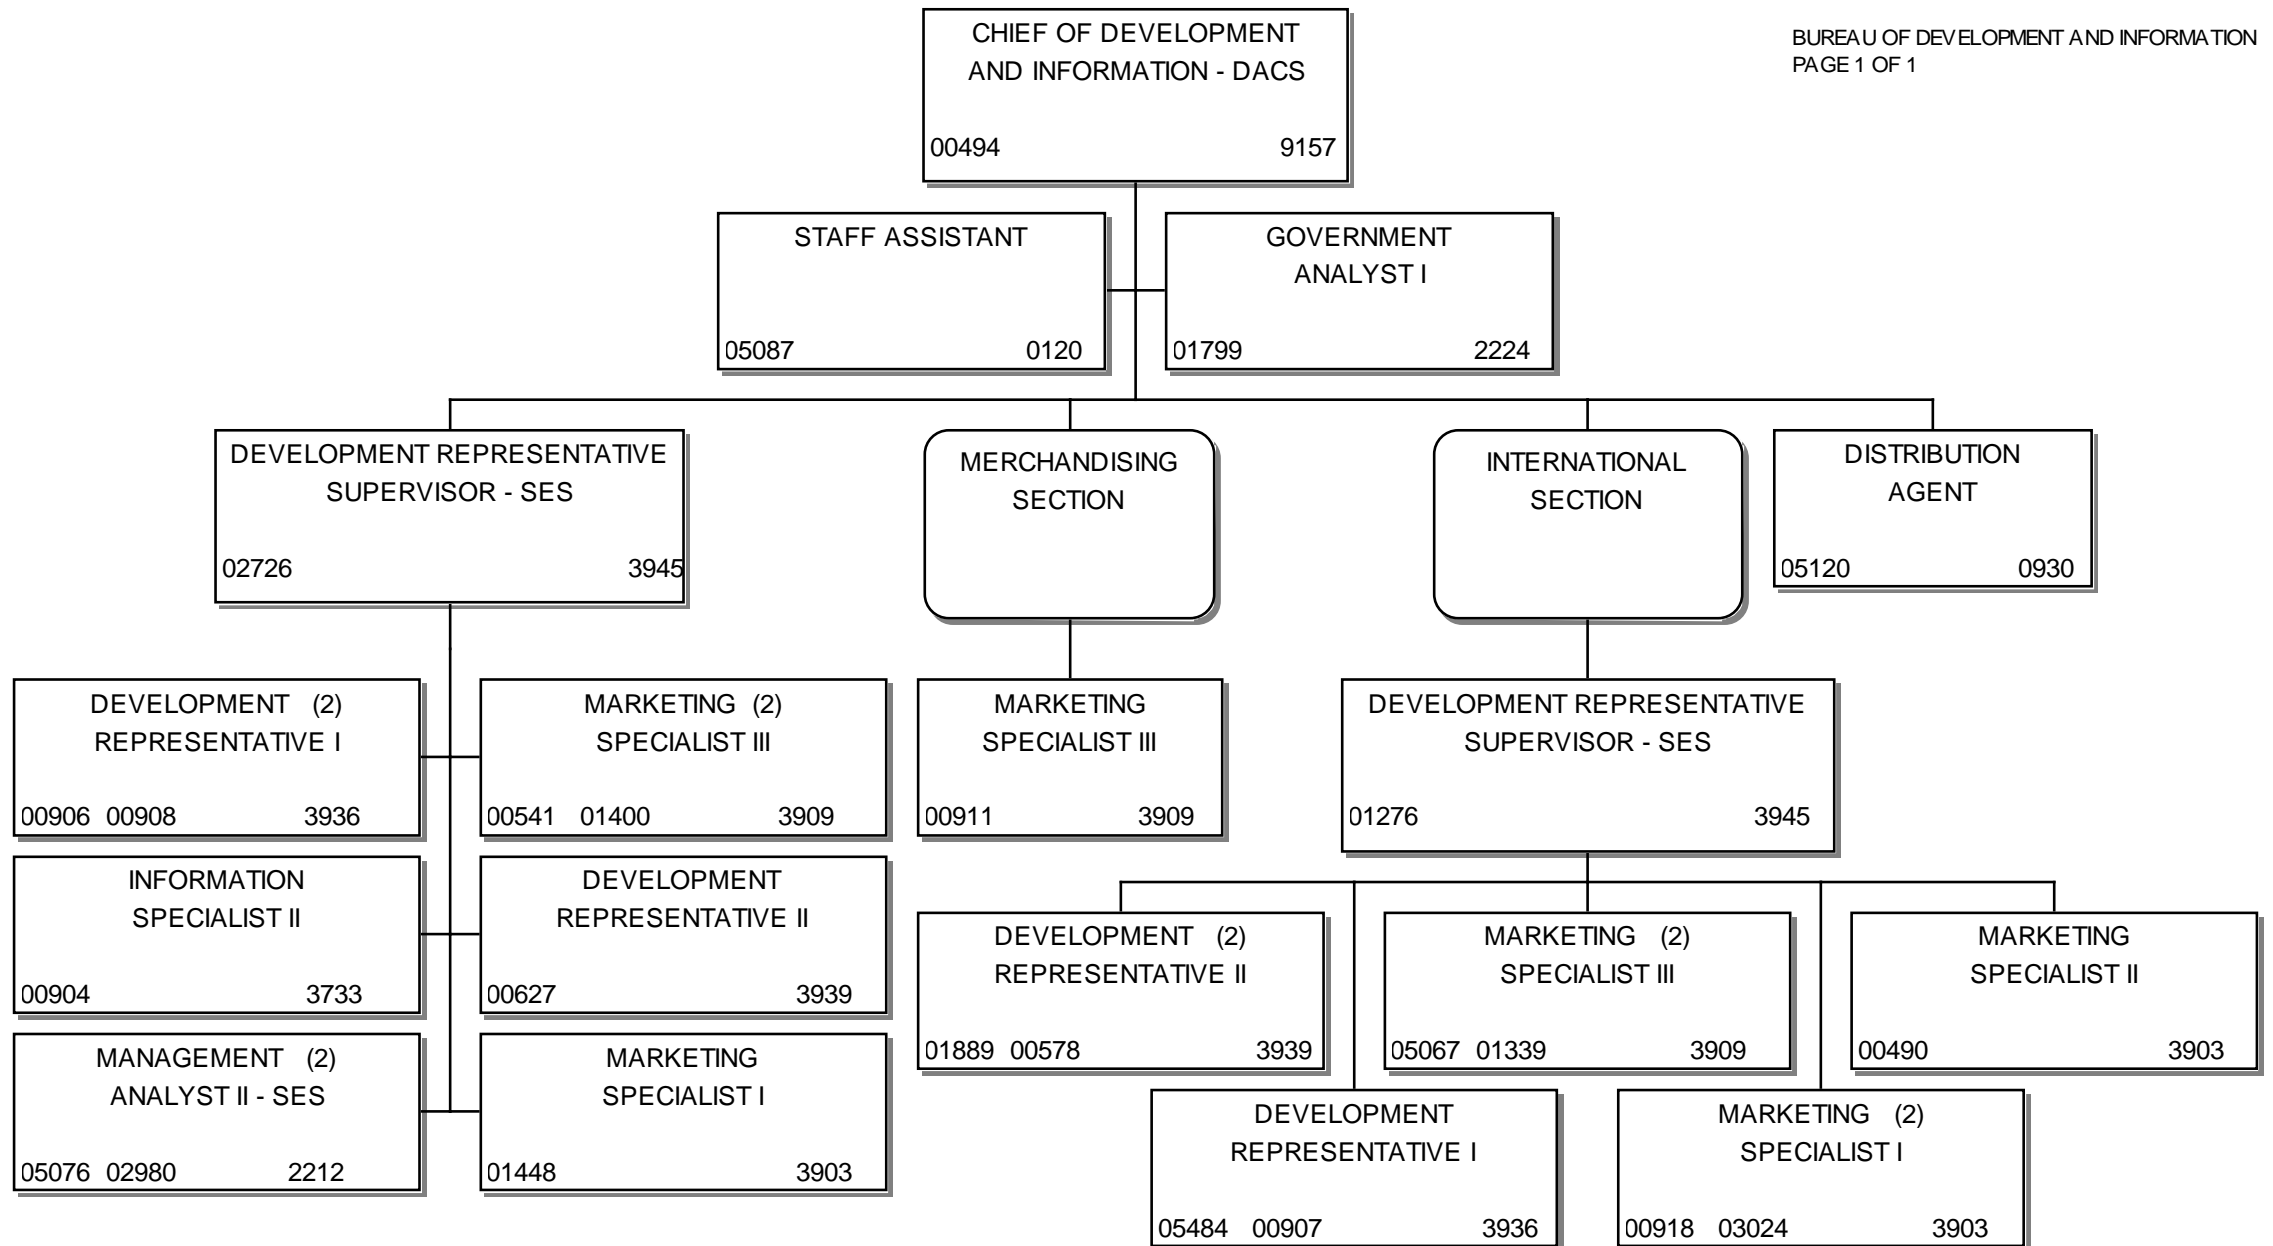 CHIEF OF DEVELOPMENT
AND INFORMATION - DACS
00494 9157
BUREAU OF DEVELOPMENT AND INFORMATION
PAGE 1 OF 1
STAFF ASSISTANT
05087 0120
GOVERNMENT
ANALYST I
01799 2224
DEVELOPMENT REPRESENTATIVE
SUPERVISOR - SES
02726 3945
MERCHANDISING
SECTION
INTERNATIONAL
SECTION
DISTRIBUTION
AGENT
05120 0930
DEVELOPMENT (2)
REPRESENTATIVE I
00906 00908 3936
MARKETING (2)
SPECIALIST III
00541 01400 3909
MARKETING
SPECIALIST III
00911 3909
DEVELOPMENT REPRESENTATIVE
SUPERVISOR - SES
01276 3945
INFORMATION
SPECIALIST II
00904 3733
DEVELOPMENT
REPRESENTATIVE II
00627 3939
MANAGEMENT (2)
ANALYST II - SES
05076 02980 2212
MARKETING
SPECIALIST I
01448 3903
DEVELOPMENT (2)
REPRESENTATIVE II
01889 00578 3939
MARKETING (2)
SPECIALIST III
05067 01339 3909
MARKETING
SPECIALIST II
00490 3903
DEVELOPMENT
REPRESENTATIVE I
05484 00907 3936
MARKETING (2)
SPECIALIST I
00918 03024 3903